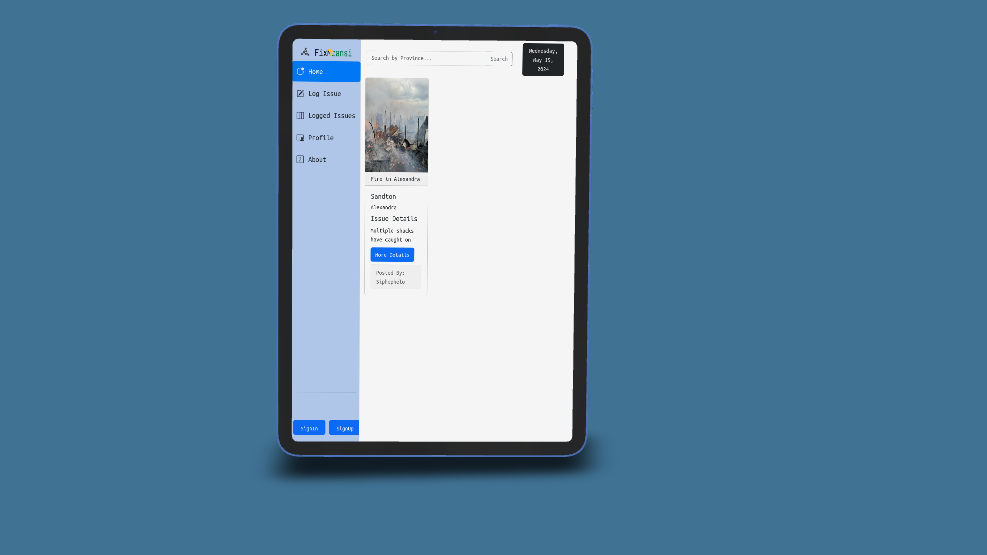 FixMzansi
Home
Log Issue
Logged Issues
Profile
About
SignIn
SignUp
Search by Province...
Search
Wednesday,
May 15,
2024
Fire in Alexandra
Sandton
Alexandra
Issue Details
Multiple shacks
have caught on
More Details
Posted By:
Siphephelo